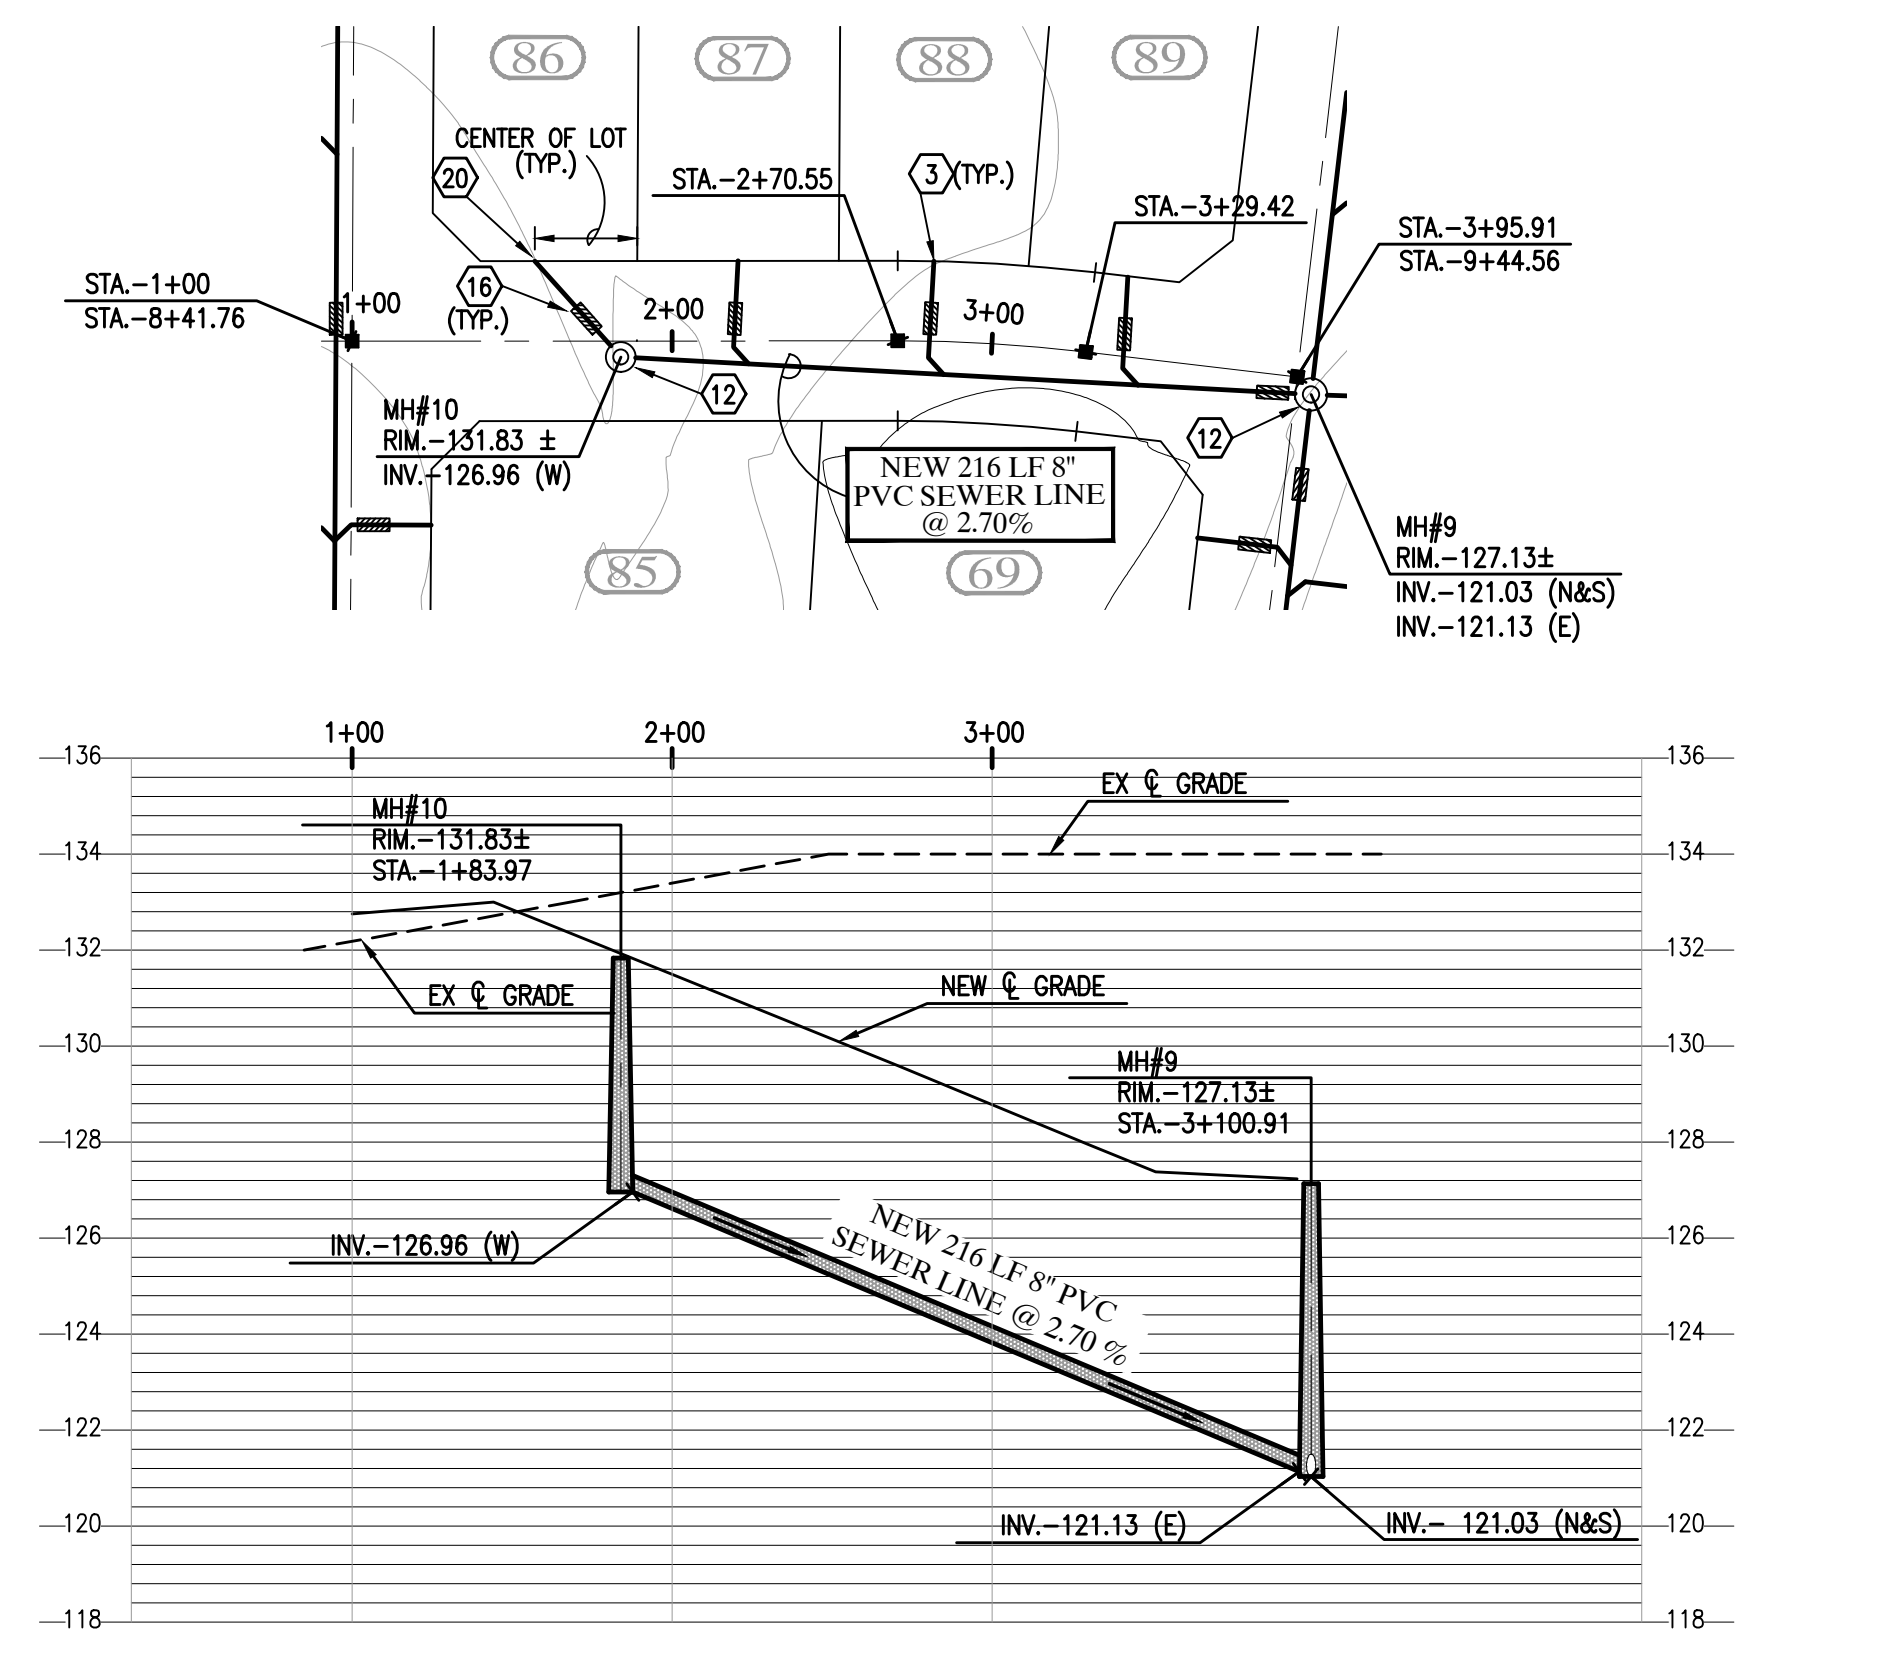 86
87
88
89
CENTER OF LOT
(TYP.)
20
STA.-2+70.55
3
(TYP.)
STA.-3+29.42
STA.-3+95.91
STA.-9+44.56
STA.-1+00
STA.-8+41.76
1+00
16
(TYP.)
2+00
3+00
12
MH#10
RIM.-131.83 ±
INV.-126.96 (W)
12
NEW 216 LF 8"
PVC SEWER LINE
@ 2.70%
MH#9
RIM.-127.13±
INV.-121.03 (N&S)
INV.-121.13 (E)
85
69
1+00
2+00
3+00
136
136
EX ℄ GRADE
MH#10
RIM.-131.83±
STA.-1+83.97
134
134
132
132
EX ℄ GRADE
NEW ℄ GRADE
130
130
MH#9
RIM.-127.13±
STA.-3+100.91
128
128
126
126
INV.-126.96 (W)
NEW 216 LF 8" PVC
SEWER LINE @ 2.70 %
124
124
122
122
120
120
INV.-121.13 (E)
INV.- 121.03 (N&S)
118
118